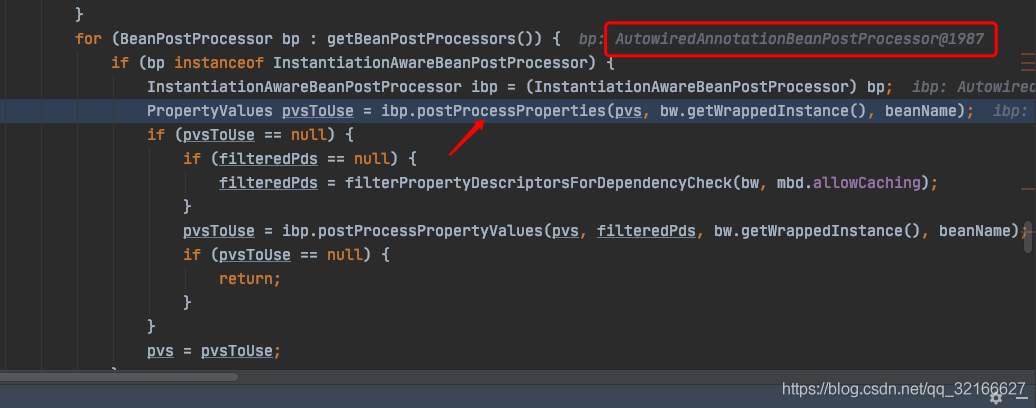 }
for (BeanPostProcessor bp : getBeanPostProcessors()) { bp: AutowiredAnnotationBeanPostProcessor@1987
if (bp instanceof InstantiationAwareBeanPostProcessor) {
InstantiationAwareBeanPostProcessor ibp = (InstantiationAwareBeanPostProcessor) bp; ibp: Autowired
PropertyValues pvsToUse = ibp.postProcessProperties(pvs, bw.getWrappedInstance(), beanName); ibp:
if (pvsToUse == null) {
if (filteredPds == null) {
filteredPds = filterPropertyDescriptorsForDependencyCheck(bw, mbd.allowCaching);
}
pvsToUse = ibp.postProcessPropertyValues(pvs, filteredPds, bw.getWrappedInstance(), beanName);
if (pvsToUse == null) {
return;
}
}
pvs = pvsToUse;
https://blog.csdn.net/qq_32166627